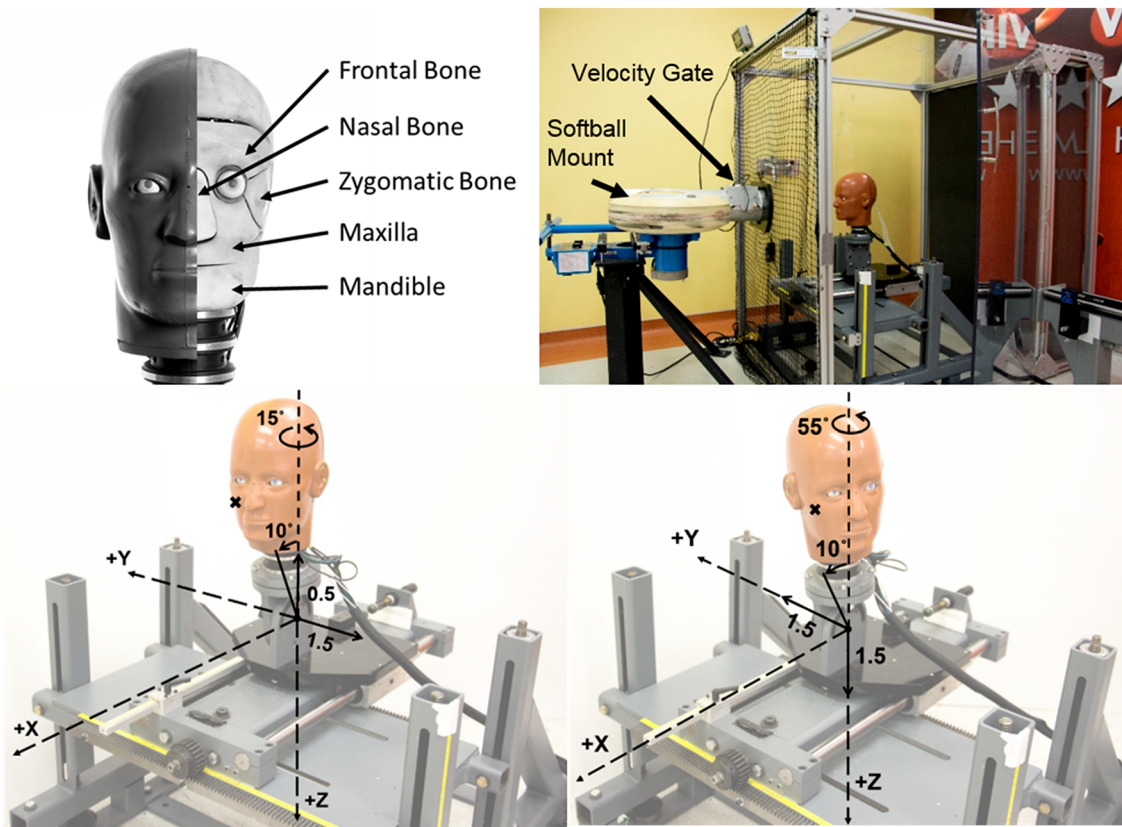 Frontal Bone
Nasal Bone
Zygomatic Bone
Maxilla
Mandible
Velocity Gate
Softball
Mount
15°
10°
+Y
0.5
1.5
+X
+Z
55°
10°
+Y
1.5
1.5
+X
+Z